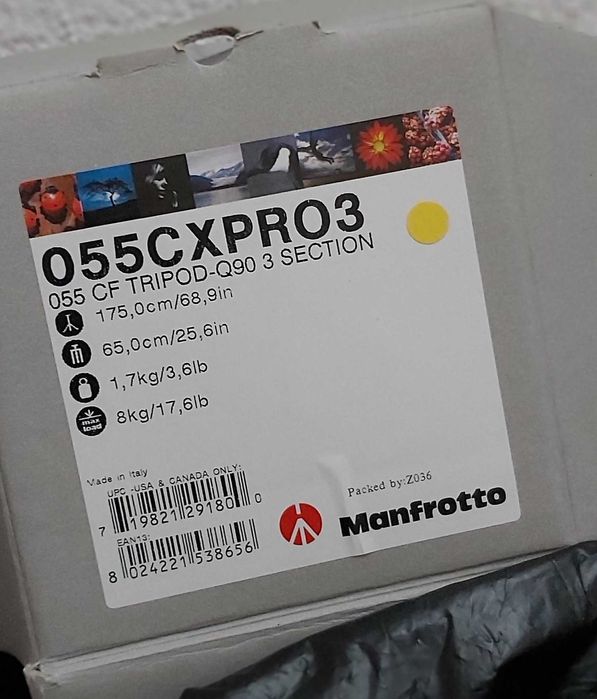 055CXPRO3
055 CF TRIPOD-Q90 3 SECTION
175,0cm/68,9in
65,0cm/25,6in
1,7kg/3,6lb
max load
8kg/17,6lb
Made in Italy
UPC -USA & CANADA ONLY:
7 19821 29180 0
EAN13:
8 024221 538656
Packed by:Z036
Manfrotto